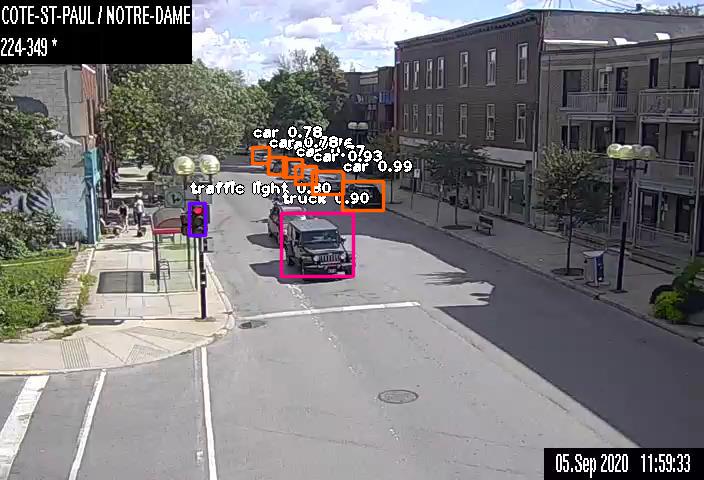 COTE-ST-PAUL / NOTRE-DAME
224-349 *
car 0.78
car 0.93
car 0.99
traffic light 0.80
truck 0.90
05.Sep 2020 11:59:33